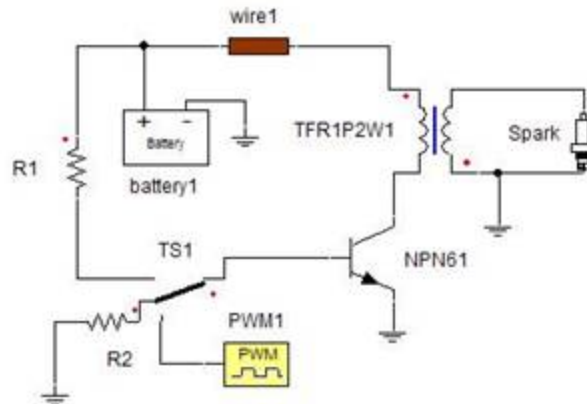 wire1
+ -
Battery
battery1
R1
TFR1P2W1
Spark
TS1
NPN61
R2
PWM1
PWM